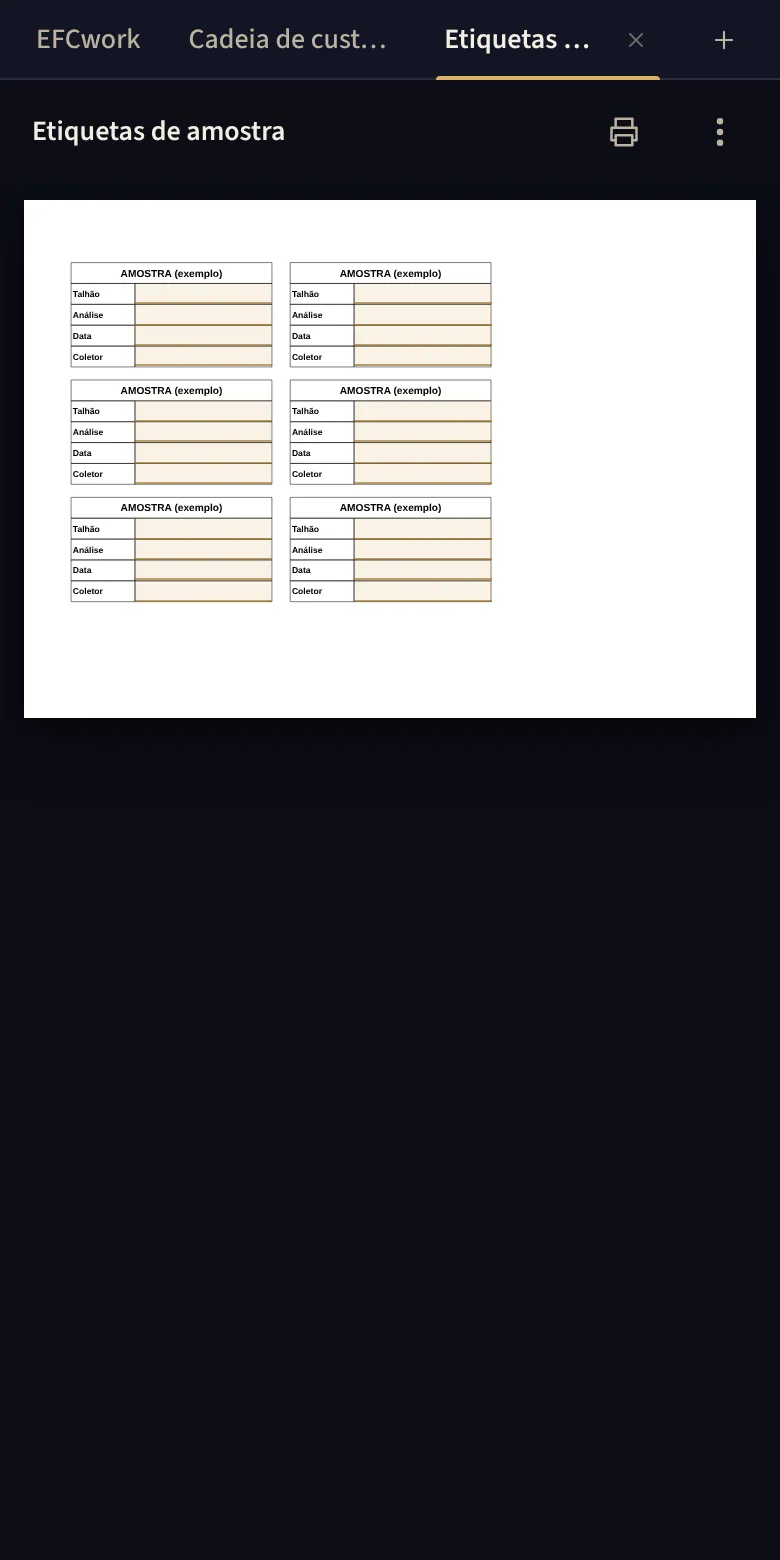 EFCwork Cadeia de cust… Etiquetas …
Etiquetas de amostra
AMOSTRA (exemplo) AMOSTRA (exemplo)
Talhão Talhão
Análise Análise
Data Data
Coletor Coletor
AMOSTRA (exemplo) AMOSTRA (exemplo)
Talhão Talhão
Análise Análise
Data Data
Coletor Coletor
AMOSTRA (exemplo) AMOSTRA (exemplo)
Talhão Talhão
Análise Análise
Data Data
Coletor Coletor